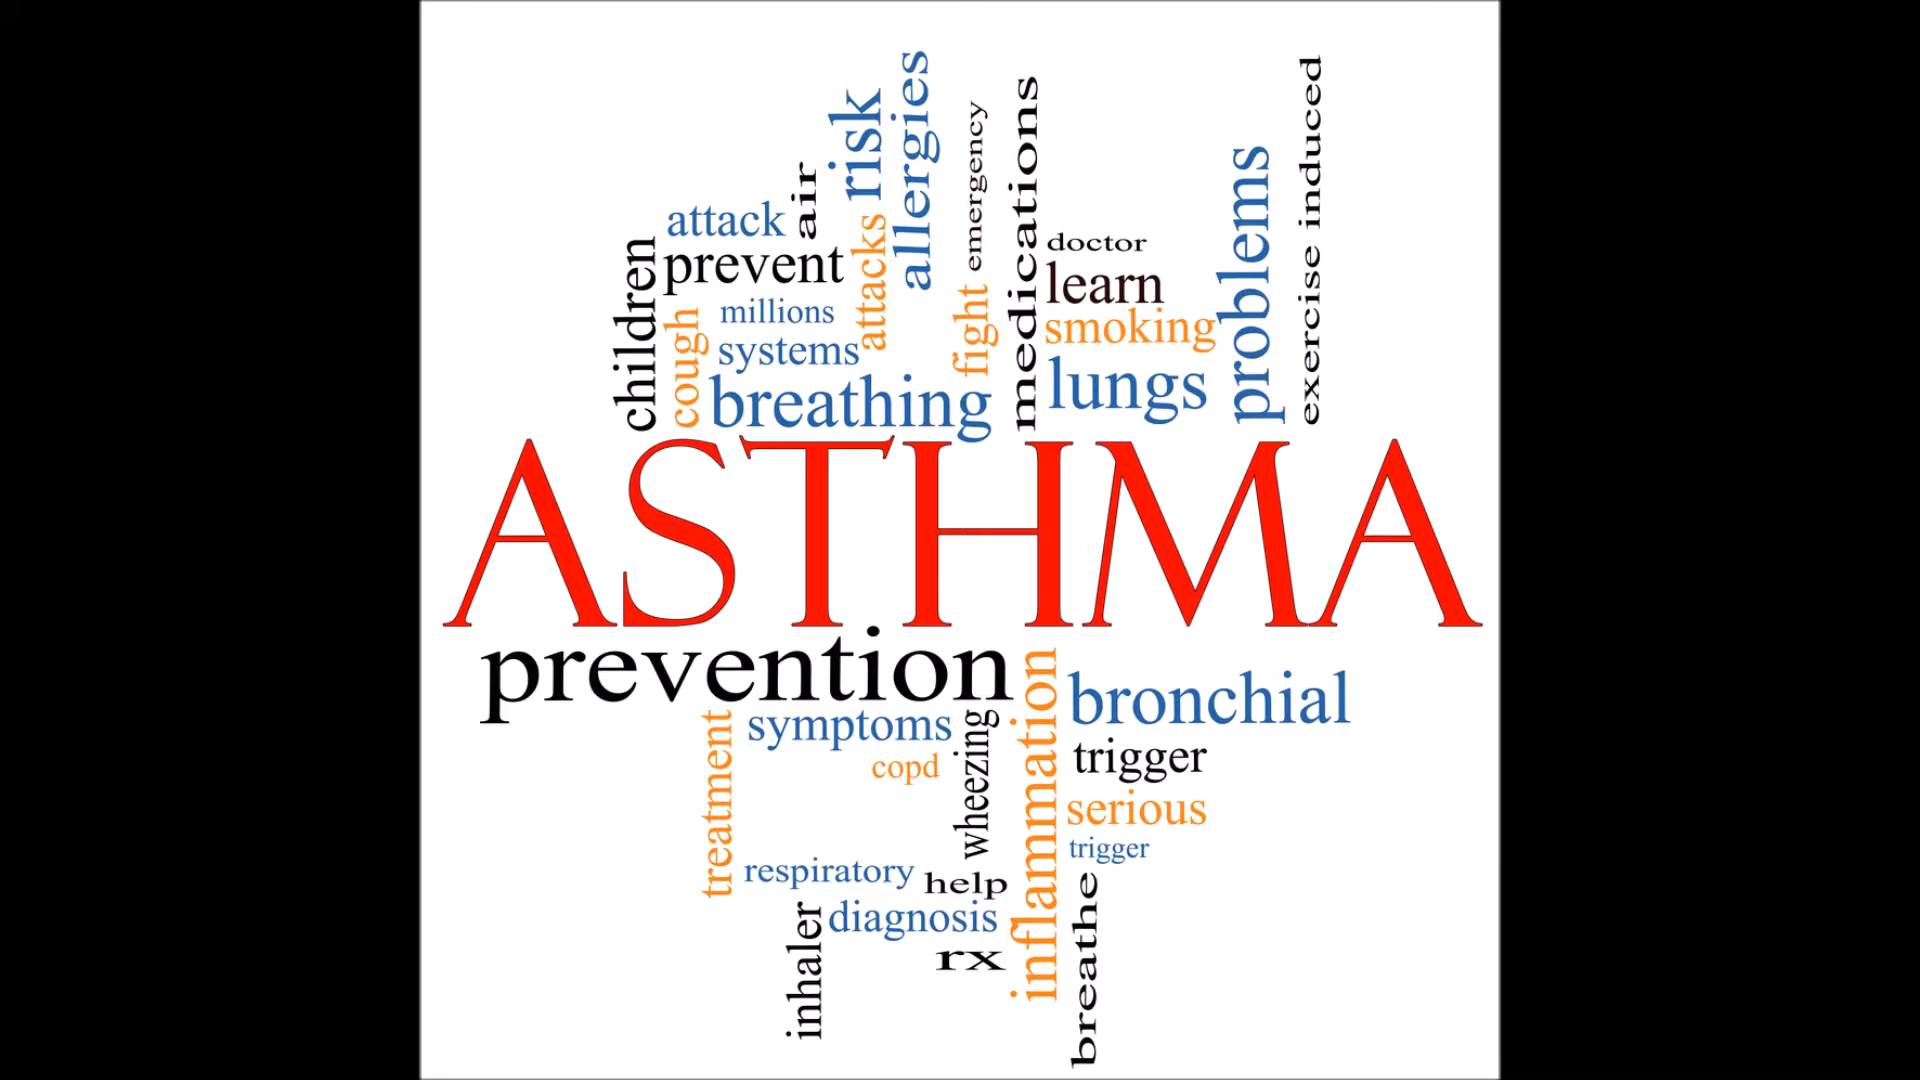 risk
allergies
emergency
medications
exercise induced
problems
air
attack
attacks
children
prevent
doctor
learn
millions
cough
fight
smoking
systems
breathing
lungs
ASTHMA
prevention
inflammation
bronchial
treatment
symptoms
wheezing
trigger
copd
serious
trigger
respiratory
help
breathe
inhaler
diagnosis
rx